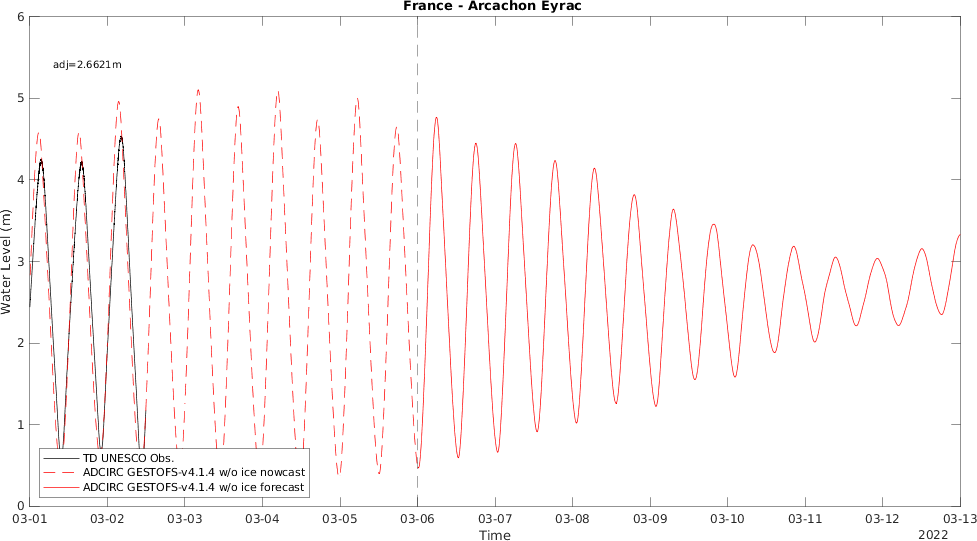 France - Arcachon Eyrac
6
adj=2.6621m
5
4
3
2
1
0
Water Level (m)
TD UNESCO Obs.
ADCIRC GESTOFS-v4.1.4 w/o ice nowcast
ADCIRC GESTOFS-v4.1.4 w/o ice forecast
03-01 03-02 03-03 03-04 03-05 03-06 03-07 03-08 03-09 03-10 03-11 03-12 03-13
Time
2022